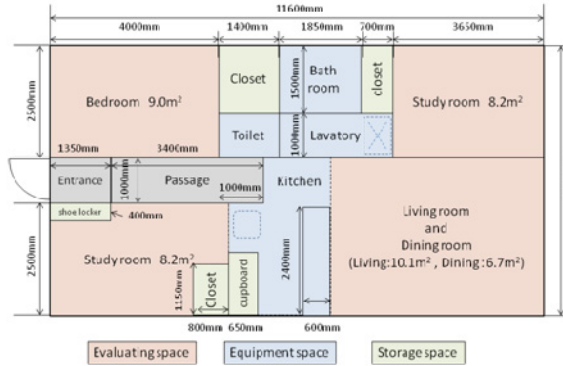 11600mm
4000mm 1400mm 1850mm 700mm 3650mm
2500mm
Closet
Bath
room
1500mm
closet
Bedroom 9.0m²
Study room 8.2m²
Toilet
1000mm
Lavatory
1350mm 3400mm
Entrance
1000mm
Passage
1000mm
Kitchen
shoe locker
400mm
Living room
and
Dining room
(Living:10.1m² , Dining:6.7m²)
2500mm
Study room 8.2m²
1150mm
Closet
cupboard
2400mm
800mm 650mm 600mm
Evaluating space
Equipment space
Storage space